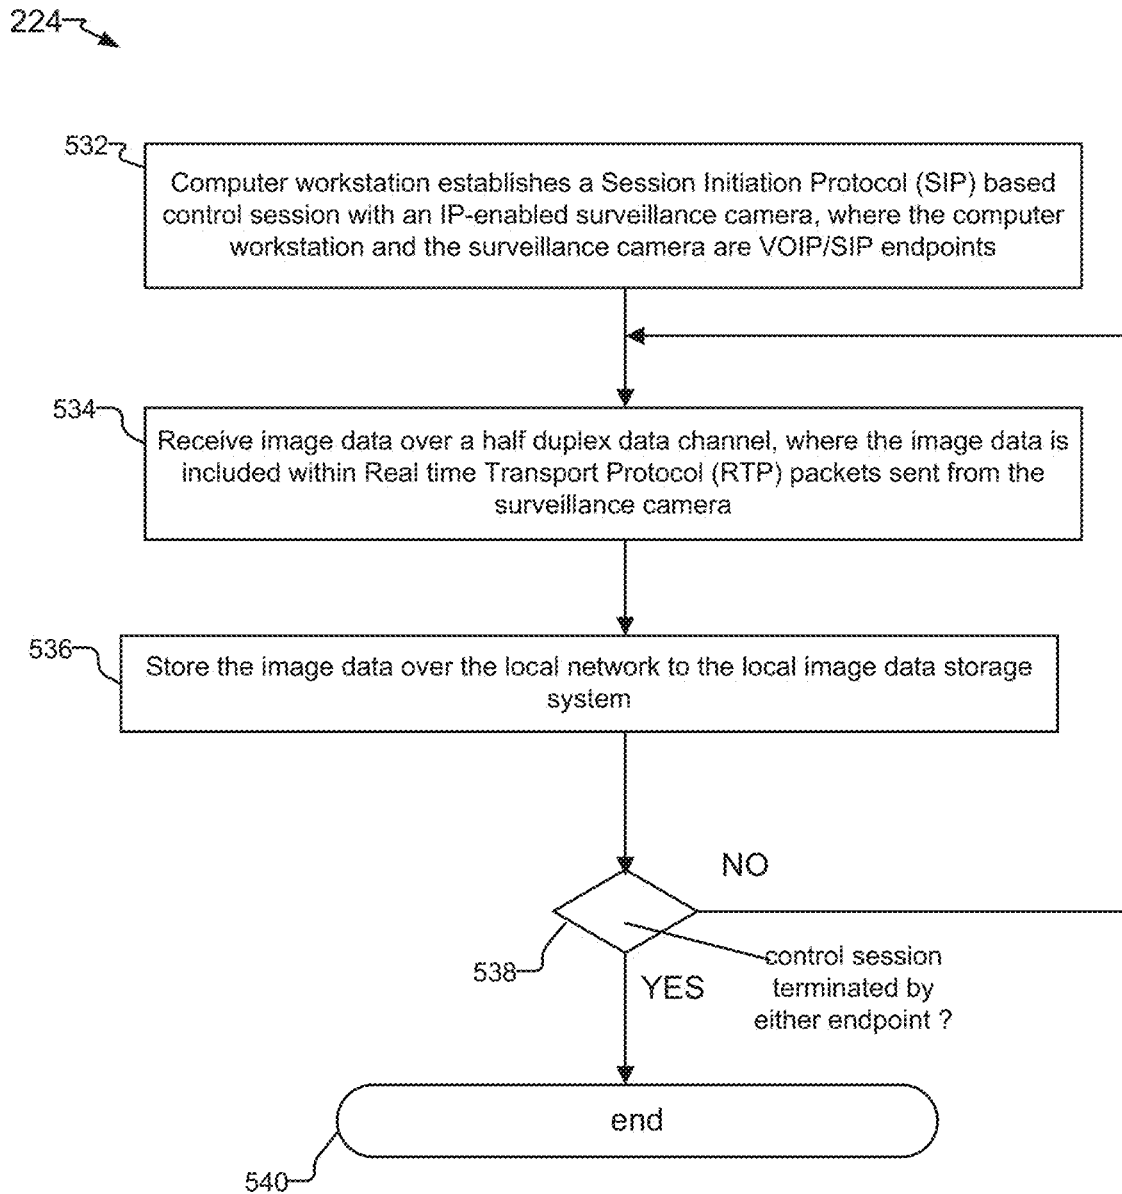 224
532
Computer workstation establishes a Session Initiation Protocol (SIP) based
control session with an IP-enabled surveillance camera, where the computer
workstation and the surveillance camera are VOIP/SIP endpoints
534
Receive image data over a half duplex data channel, where the image data is
included within Real time Transport Protocol (RTP) packets sent from the
surveillance camera
536
Store the image data over the local network to the local image data storage
system
NO
538
control session
terminated by
either endpoint ?
YES
end
540